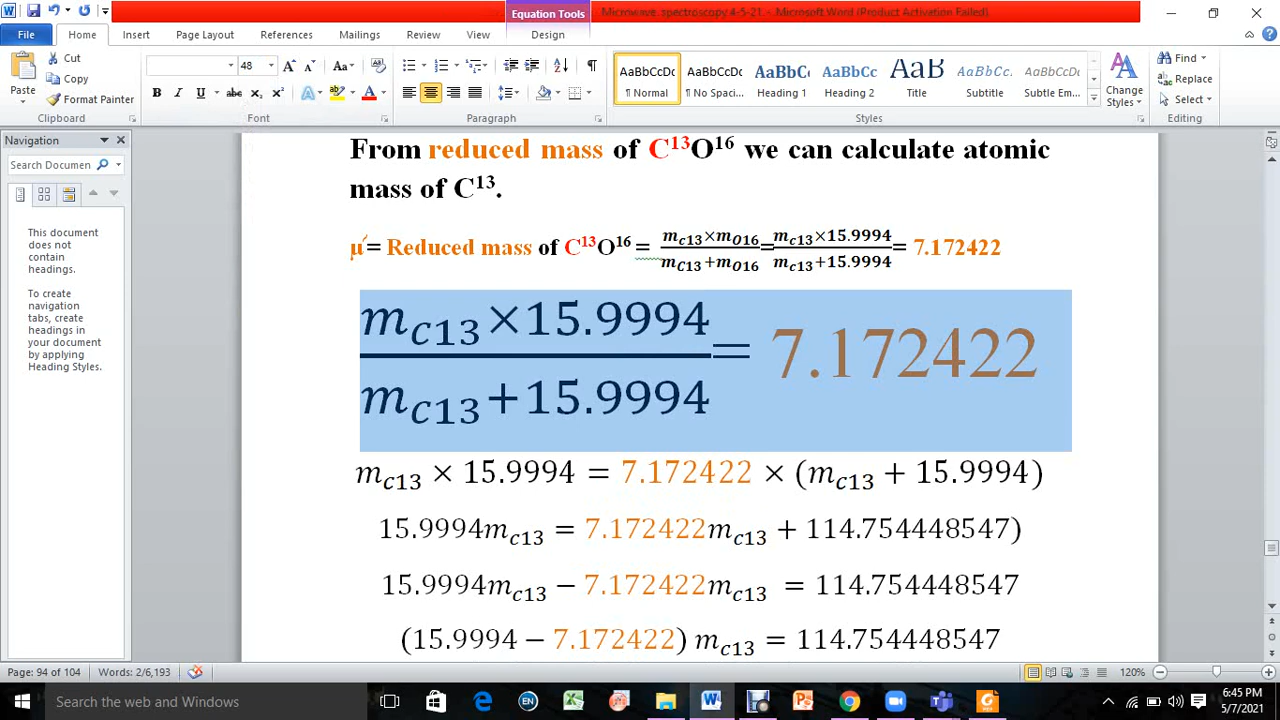 Equation Tools
Microwave spectroscopy 4-5-21 - Microsoft Word (Product Activation Failed)
File Home Insert Page Layout References Mailings Review View Design
Paste
Cut
Copy
Format Painter
Clipboard
48
Font
Paragraph
AaBbCcDc AaBbCcDc AaBbC AaBbCc AaB AaBbCc. AaBbCcDc
¶ Normal ¶ No Spaci... Heading 1 Heading 2 Title Subtitle Subtle Em...
Styles
Change Styles
Find
Replace
Select
Editing
Navigation
Search Documen
This document does not contain headings.
To create navigation tabs, create headings in your document by applying Heading Styles.
From reduced mass of C¹³O¹⁶ we can calculate atomic
mass of C¹³.
μ′= Reduced mass of C¹³O¹⁶ = (m_c13×m_O16)/(m_C13+m_O16) = (m_c13×15.9994)/(m_c13+15.9994) = 7.172422
(m_c13×15.9994)/(m_c13+15.9994) = 7.172422
m_c13 × 15.9994 = 7.172422 × (m_c13 + 15.9994)
15.9994m_c13 = 7.172422m_c13 + 114.754448547)
15.9994m_c13 − 7.172422m_c13 = 114.754448547
(15.9994 − 7.172422) m_c13 = 114.754448547
Page: 94 of 104 Words: 2/6,193 120%
Search the web and Windows
6:45 PM
5/7/2021